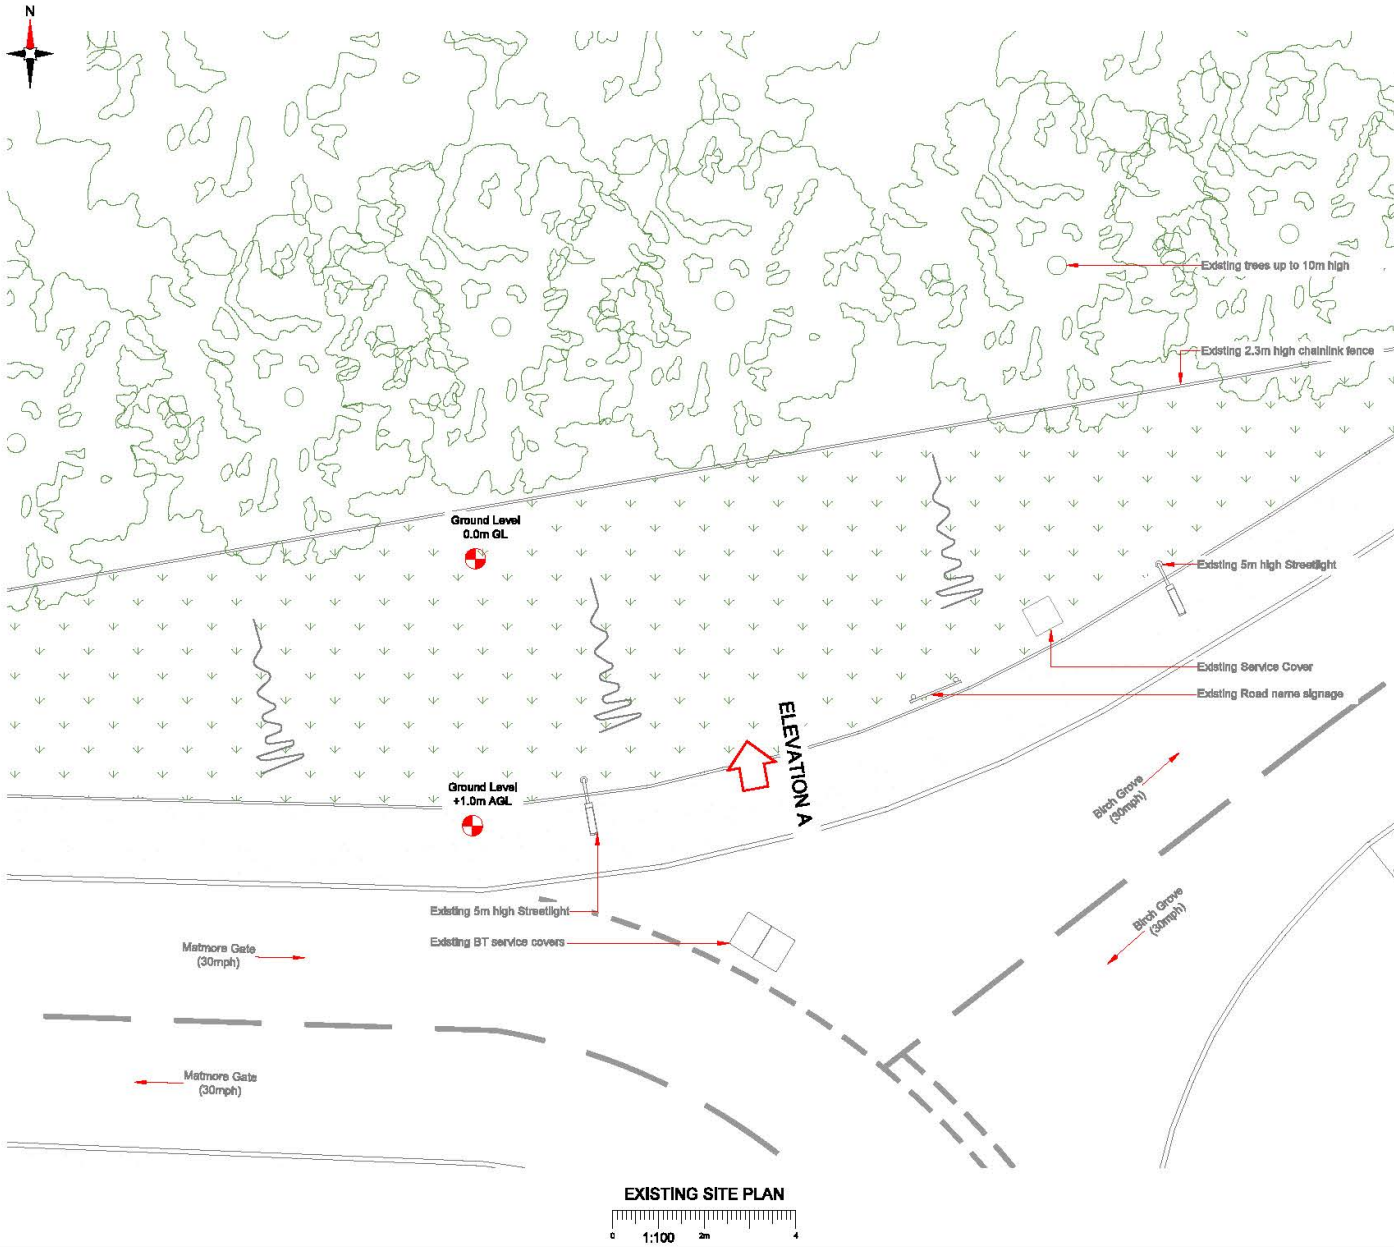 N
Existing trees up to 10m high
Existing 2.3m high chainlink fence
Ground Level
0.0m GL
Existing 5m high Streetlight
Existing Service Cover
Existing Road name signage
ELEVATION A
Ground Level
+1.0m AGL
Birch Grove
(30mph)
Birch Grove
(30mph)
Existing 5m high Streetlight
Existing BT service covers
Matmore Gate
(30mph)
Matmore Gate
(30mph)
EXISTING SITE PLAN
0 1:100 2m 4